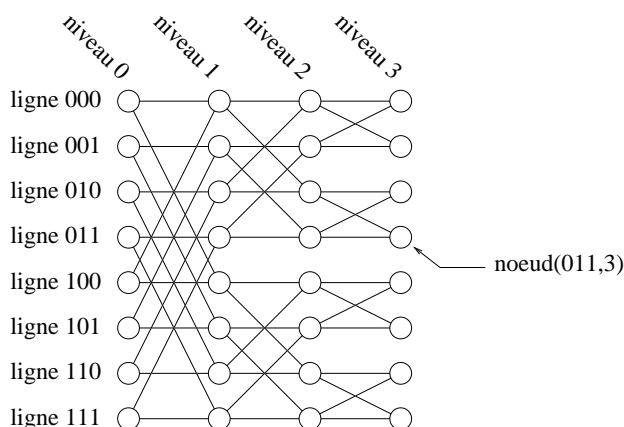 niveau 0
niveau 1
niveau 2
niveau 3
ligne 000
ligne 001
ligne 010
ligne 011
ligne 100
ligne 101
ligne 110
ligne 111
noeud(011,3)